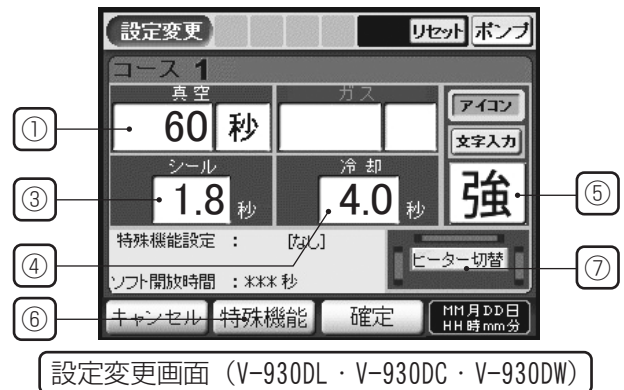 設定変更 リセット ポンプ
コース 1
真空 ガス アイコン
① 60 秒 文字入力
シール 冷却 強 ⑤
③ 1.8 秒 4.0 秒
④ 特殊機能設定 : [なし] ヒーター切替 ⑦
ソフト開放時間 : *** 秒
⑥ キャンセル 特殊機能 確定 MM月DD日
HH時mm分
設定変更画面（V-930DL・V-930DC・V-930DW）